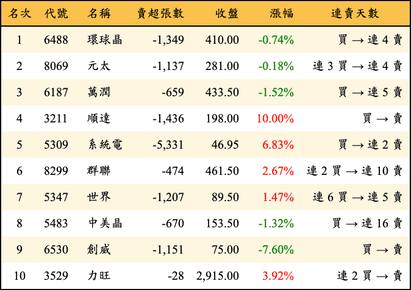 名次 代號 名稱 賣超張數 收盤 漲幅 連賣天數
1 6488 環球晶 -1,349 410.00 -0.74% 買 → 連 4 賣
2 8069 元太 -1,137 281.00 -0.18% 連 3 買 → 連 4 賣
3 6187 萬潤 -659 433.50 -1.52% 買 → 連 5 賣
4 3211 順達 -1,436 198.00 10.00% 買 → 賣
5 5309 系統電 -5,331 46.95 6.83% 買 → 連 2 賣
6 8299 群聯 -474 461.50 2.67% 連 2 買 → 連 10 賣
7 5347 世界 -1,207 89.50 1.47% 連 6 買 → 連 5 賣
8 5483 中美晶 -670 153.50 -1.32% 買 → 連 16 賣
9 6530 創威 -1,151 75.00 -7.60% 買 → 賣
10 3529 力旺 -28 2,915.00 3.92% 連 2 買 → 賣